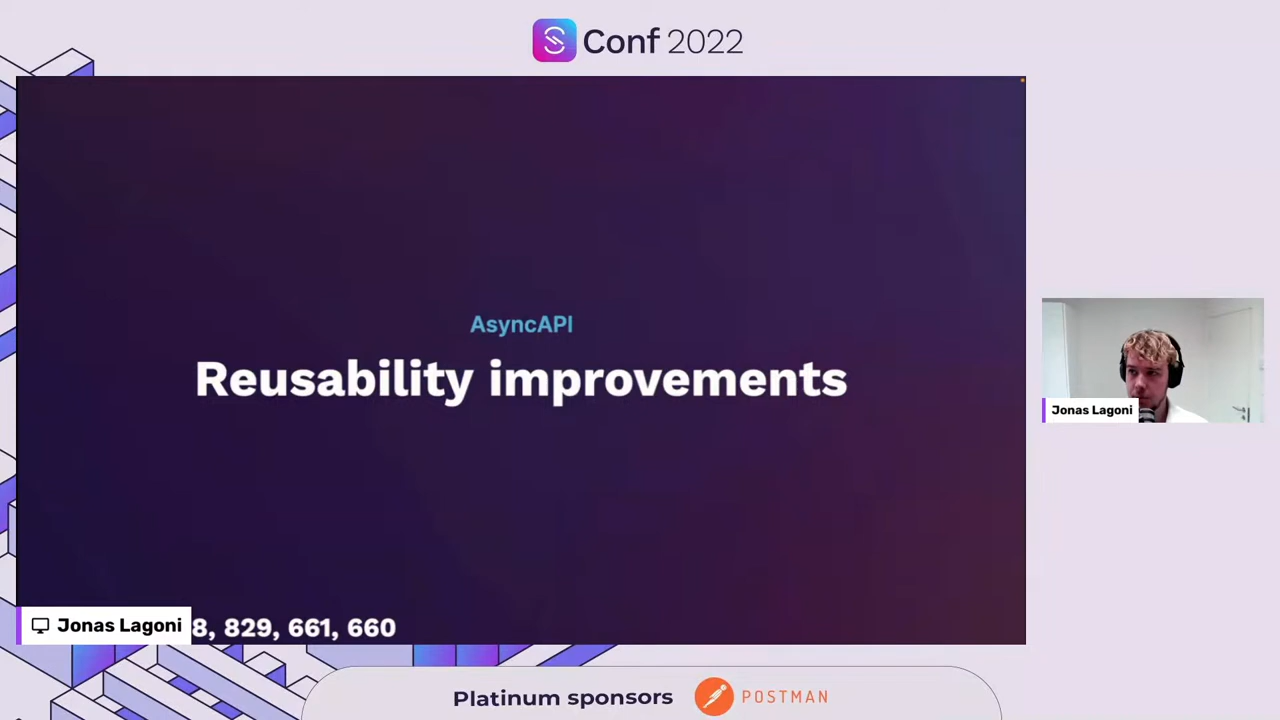 Conf 2022
AsyncAPI
Reusability improvements
Jonas Lagoni
Jonas Lagoni
8, 829, 661, 660
Platinum sponsors
POSTMAN